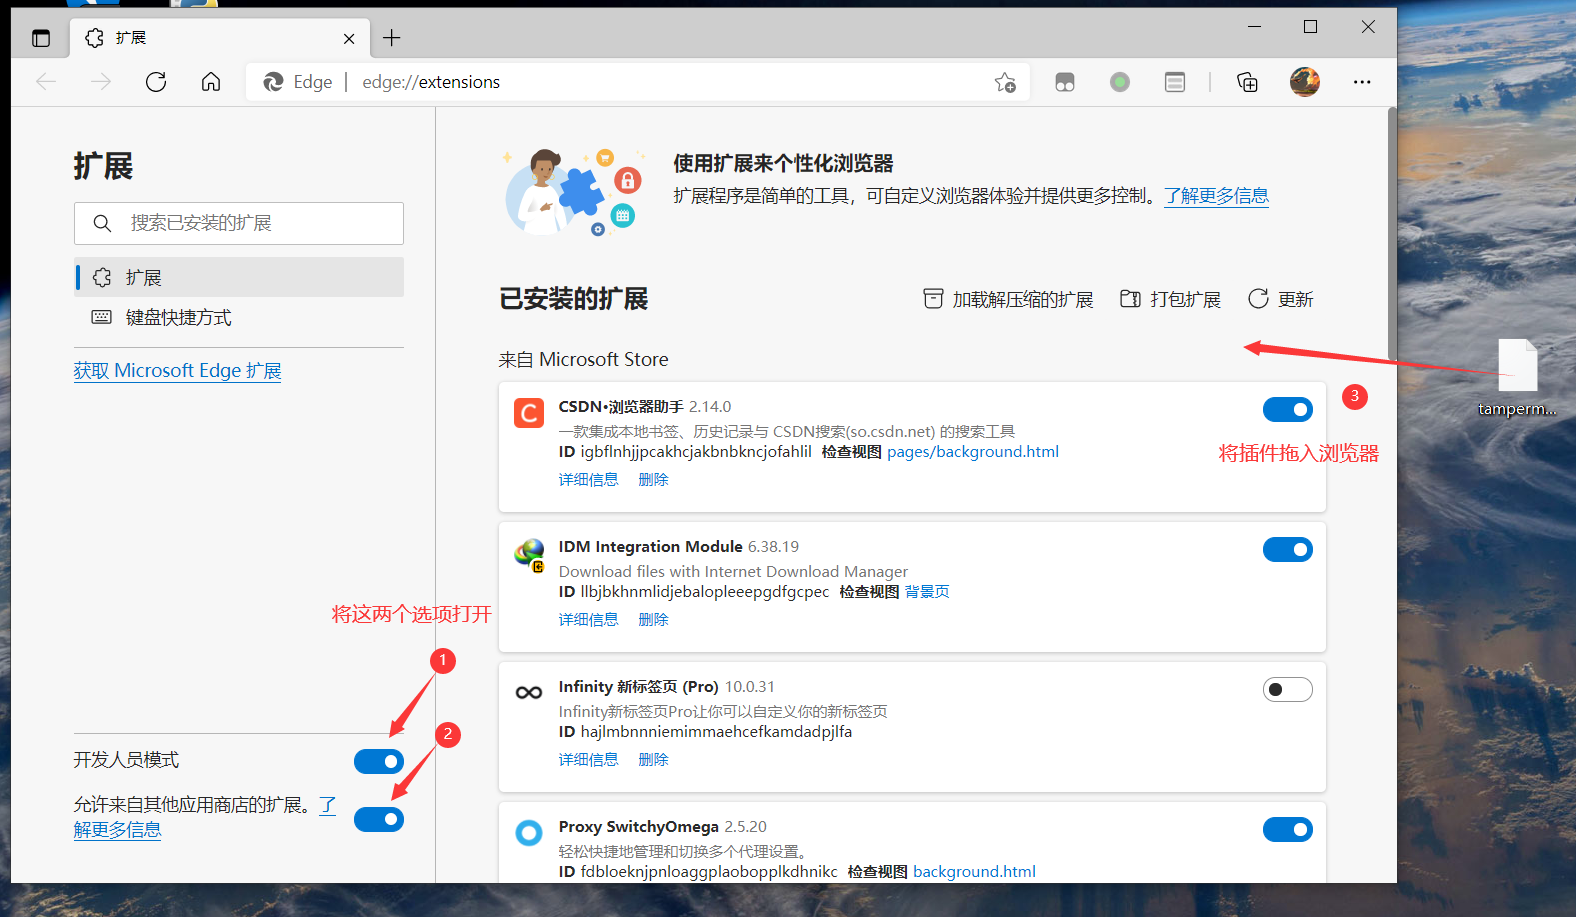 扩展
Edge
edge://extensions
扩展
搜索已安装的扩展
扩展
键盘快捷方式
获取 Microsoft Edge 扩展
将这两个选项打开
1
2
开发人员模式
允许来自其他应用商店的扩展。了
解更多信息
使用扩展来个性化浏览器
扩展程序是简单的工具，可自定义浏览器体验并提供更多控制。了解更多信息
已安装的扩展
加载解压缩的扩展
打包扩展
更新
来自 Microsoft Store
CSDN•浏览器助手 2.14.0
一款集成本地书签、历史记录与 CSDN搜索(so.csdn.net) 的搜索工具
ID igbflnhjjpcakhcjakbnbkncjofahlil 检查视图 pages/background.html
详细信息 删除
IDM Integration Module 6.38.19
Download files with Internet Download Manager
ID llbjbkhnmlidjebalopleeepgdfgcpec 检查视图 背景页
详细信息 删除
Infinity 新标签页 (Pro) 10.0.31
Infinity新标签页Pro让你可以自定义你的新标签页
ID hajlmbnnniemimmaehcefkamdadpjlfa
详细信息 删除
Proxy SwitchyOmega 2.5.20
轻松快捷地管理和切换多个代理设置。
ID fdbloeknjpnloaggplaobopplkdhnikc 检查视图 background.html
3
将插件拖入浏览器
tamperm...